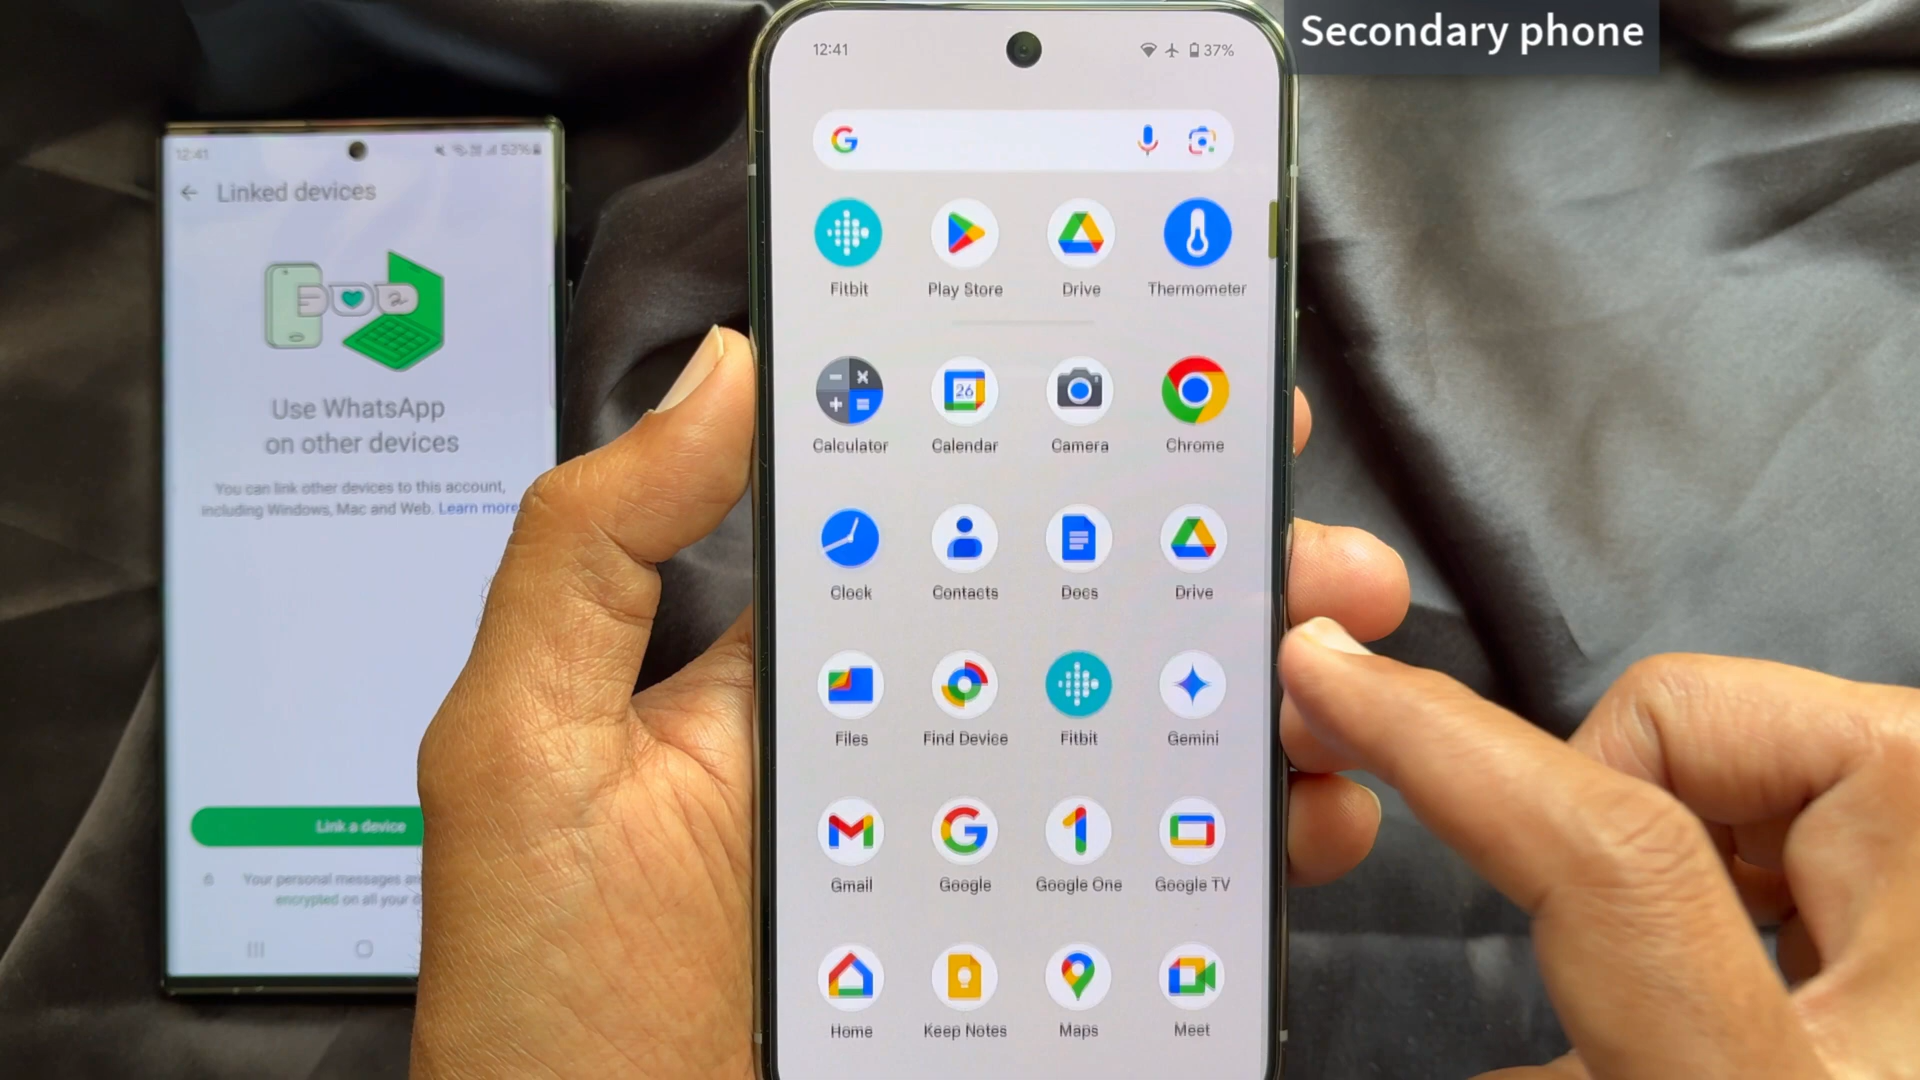 Secondary phone
12:41
53%
Linked devices
Use WhatsApp
on other devices
You can link other devices to this account,
including Windows, Mac and Web. Learn more
Link a device
Your personal messages
encrypted on all your
12:41
37%
Fitbit
Play Store
Drive
Thermometer
Calculator
Calendar
26
Camera
Chrome
Clock
Contacts
Docs
Drive
Files
Find Device
Fitbit
Gemini
Gmail
Google
Google One
Google TV
Home
Keep Notes
Maps
Meet